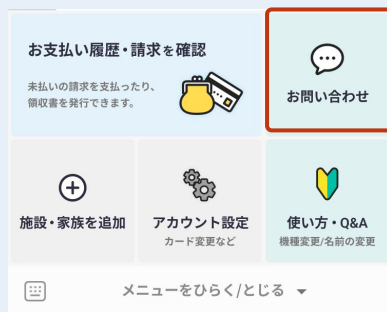 お支払い履歴・請求を確認
未払いの請求を支払ったり、
領収書を発行できます。
お問い合わせ
施設・家族を追加
アカウント設定
カード変更など
使い方・Q&A
機種変更/名前の変更
メニューをひらく/とじる ▼